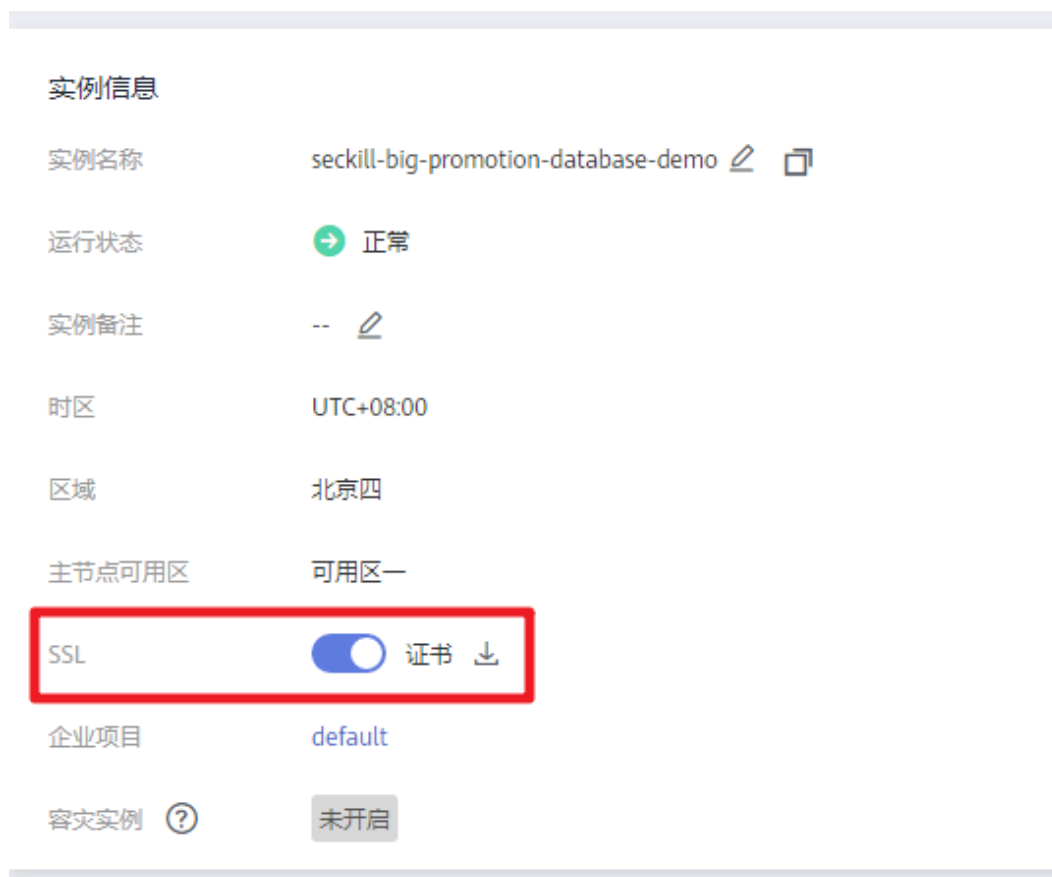 实例信息
实例名称 seckill-big-promotion-database-demo
运行状态 正常
实例备注 --
时区 UTC+08:00
区域 北京四
主节点可用区 可用区一
SSL 证书
企业项目 default
容灾实例 ? 未开启